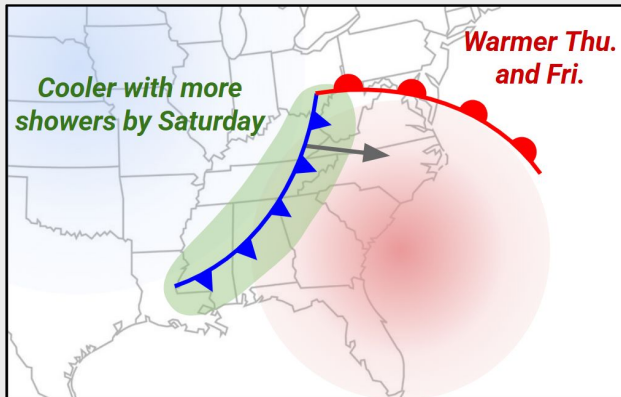 Warmer Thu.
and Fri.
Cooler with more
showers by Saturday